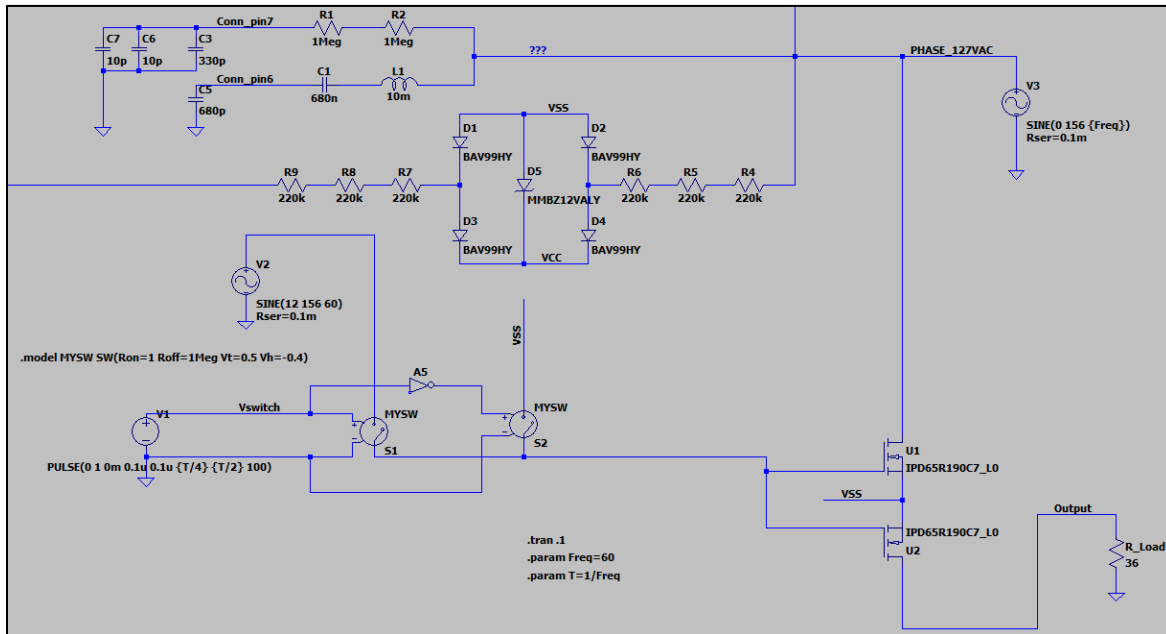 Conn_pin7
R1
1Meg
R2
1Meg
C7
10p
C6
10p
C3
330p
???
PHASE_127VAC
Conn_pin6
C5
680p
C1
680n
L1
10m
V3
SINE(0 156 {Freq})
Rser=0.1m
VSS
D1
BAV99HY
D2
BAV99HY
D5
MMBZ12VALY
R9
220k
R8
220k
R7
220k
R6
220k
R5
220k
R4
220k
D3
BAV99HY
D4
BAV99HY
VCC
V2
SINE(12 156 60)
Rser=0.1m
VSS
.model MYSW SW(Ron=1 Roff=1Meg Vt=0.5 Vh=-0.4)
A5
Vswitch
V1
MYSW
S1
MYSW
S2
PULSE(0 1 0m 0.1u 0.1u {T/4} {T/2} 100)
U1
IPD65R190C7_L0
VSS
IPD65R190C7_L0
U2
Output
R_Load
36
.tran .1
.param Freq=60
.param T=1/Freq